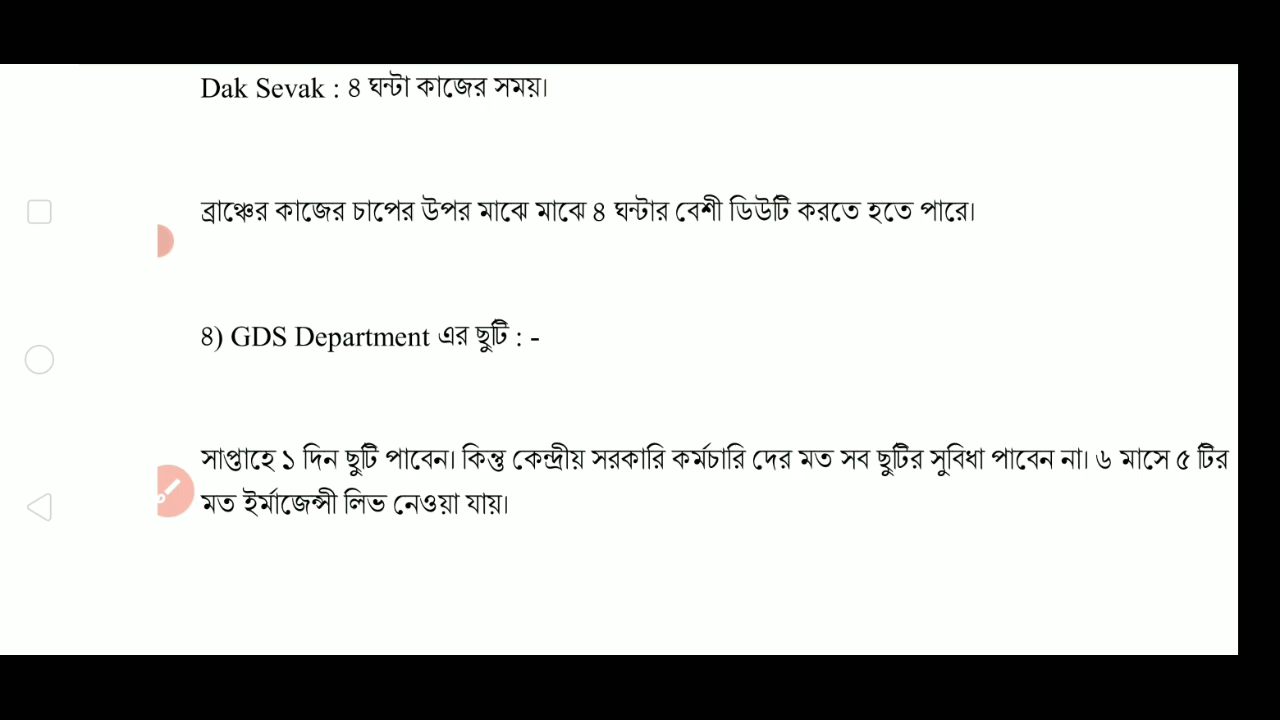 Dak Sevak : ৪ ঘন্টা কাজের সময়।
ব্রাঞ্চের কাজের চাপের উপর মাঝে মাঝে ৪ ঘন্টার বেশী ডিউটি করতে হতে পারে।
8) GDS Department এর ছুটি : -
সাপ্তাহে ১ দিন ছুটি পাবেন। কিন্তু কেন্দ্রীয় সরকারি কর্মচারি দের মত সব ছুটির সুবিধা পাবেন না। ৬ মাসে ৫ টির
মত ইর্মাজেন্সী লিভ নেওয়া যায়।